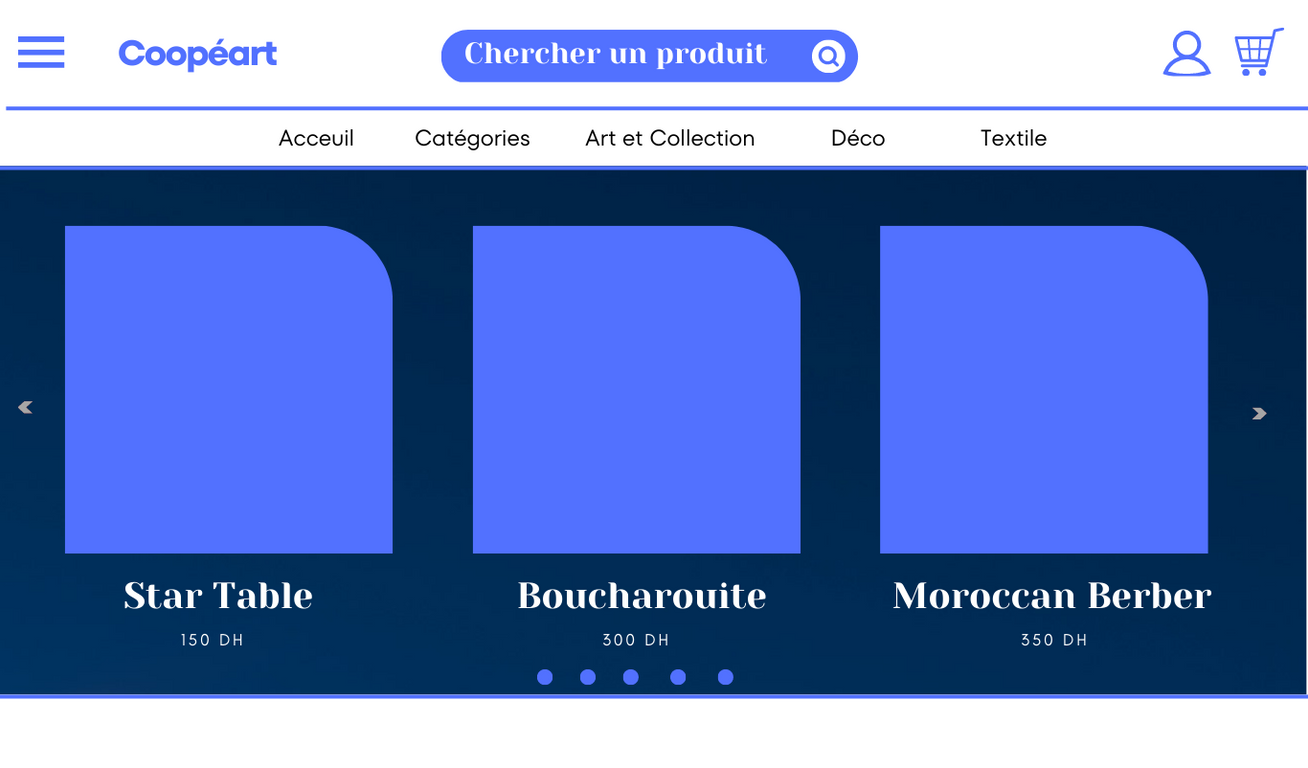 Coopéart
Chercher un produit
Acceuil Catégories Art et Collection Déco Textile
Star Table Boucharouite Moroccan Berber
150 DH 300 DH 350 DH